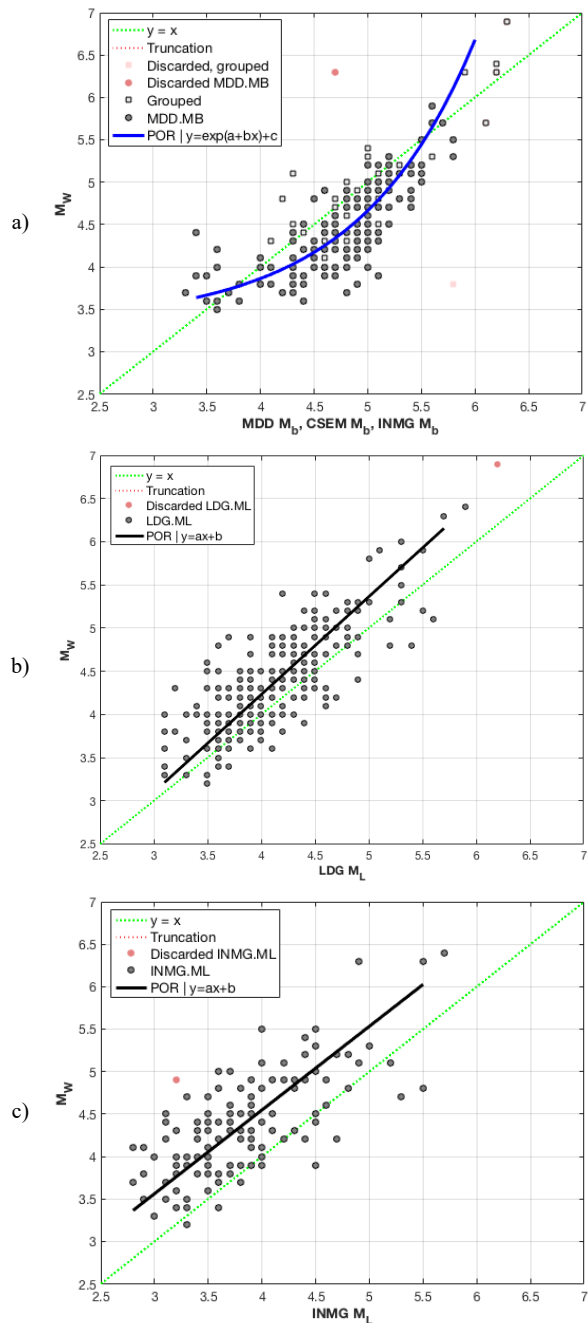 a)
7
6.5
6
5.5
5
4.5
4
3.5
3
2.5
M_W
y = x
Truncation
Discarded, grouped
Discarded MDD.MB
Grouped
MDD.MB
POR | y=exp(a+bx)+c
2.5 3 3.5 4 4.5 5 5.5 6 6.5 7
MDD M_b, CSEM M_b, INMG M_b
b)
7
6.5
6
5.5
5
4.5
4
3.5
3
2.5
M_W
y = x
Truncation
Discarded LDG.ML
LDG.ML
POR | y=ax+b
2.5 3 3.5 4 4.5 5 5.5 6 6.5 7
LDG M_L
c)
7
6.5
6
5.5
5
4.5
4
3.5
3
2.5
M_W
y = x
Truncation
Discarded INMG.ML
INMG.ML
POR | y=ax+b
2.5 3 3.5 4 4.5 5 5.5 6 6.5 7
INMG M_L